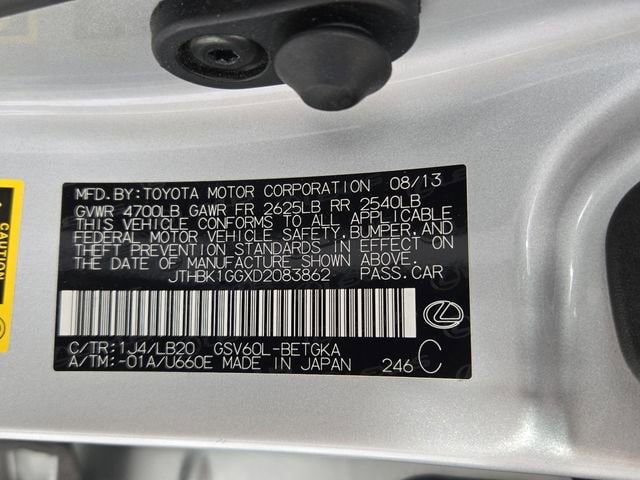 MFD.BY:TOYOTA MOTOR CORPORATION 08/13
GVWR 4700LB GAWR FR 2625LB RR 2540LB
THIS VEHICLE CONFORMS TO ALL APPLICABLE
FEDERAL MOTOR VEHICLE SAFETY,BUMPER,AND
THEFT PREVENTION STANDARDS IN EFFECT ON
THE DATE OF MANUFACTURE SHOWN ABOVE.
JTHBK1GGXD2083862 PASS.CAR
C/TR:1J4/LB20 GSV60L-BETGKA
A/TM:-01A/U660E MADE IN JAPAN 246 C
CAUTION